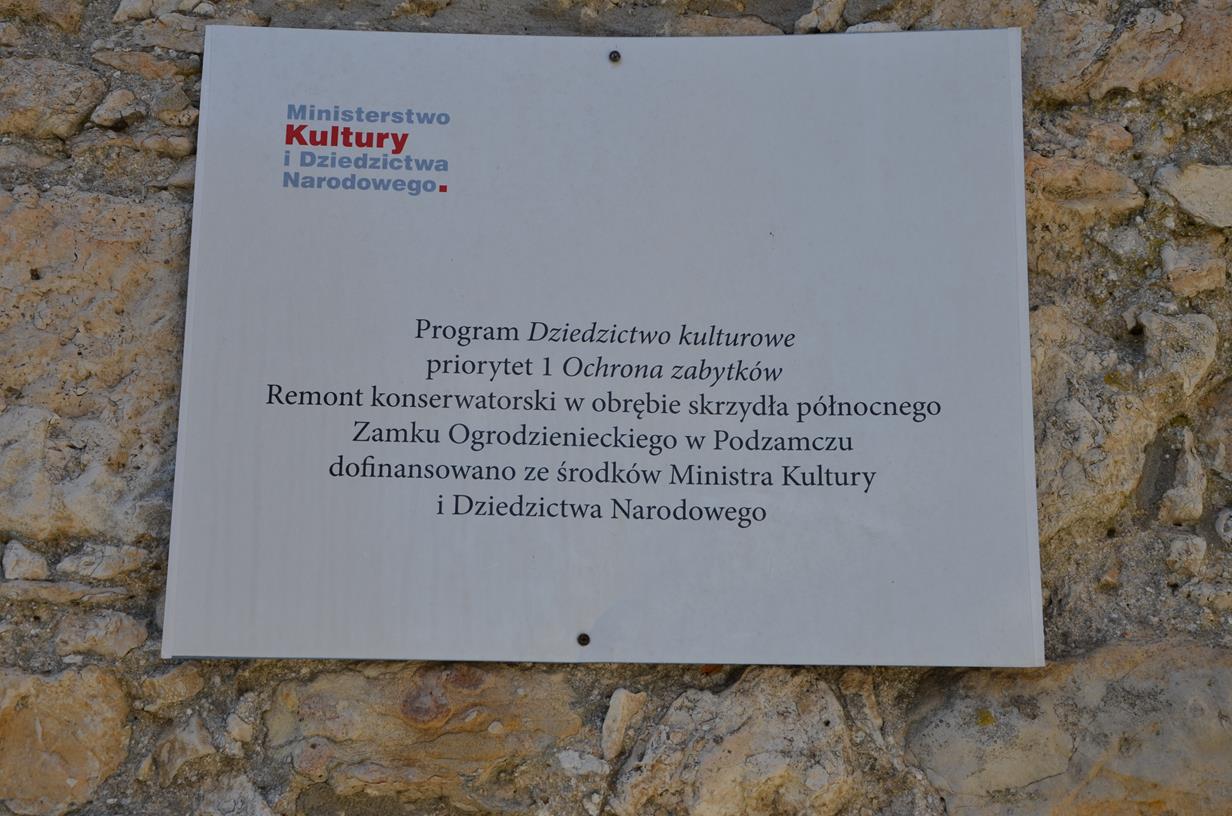 Ministerstwo
Kultury
i Dziedzictwa
Narodowego.
Program Dziedzictwo kulturowe
priorytet 1 Ochrona zabytków
Remont konserwatorski w obrębie skrzydła północnego
Zamku Ogrodzienieckiego w Podzamczu
dofinansowano ze środków Ministra Kultury
i Dziedzictwa Narodowego